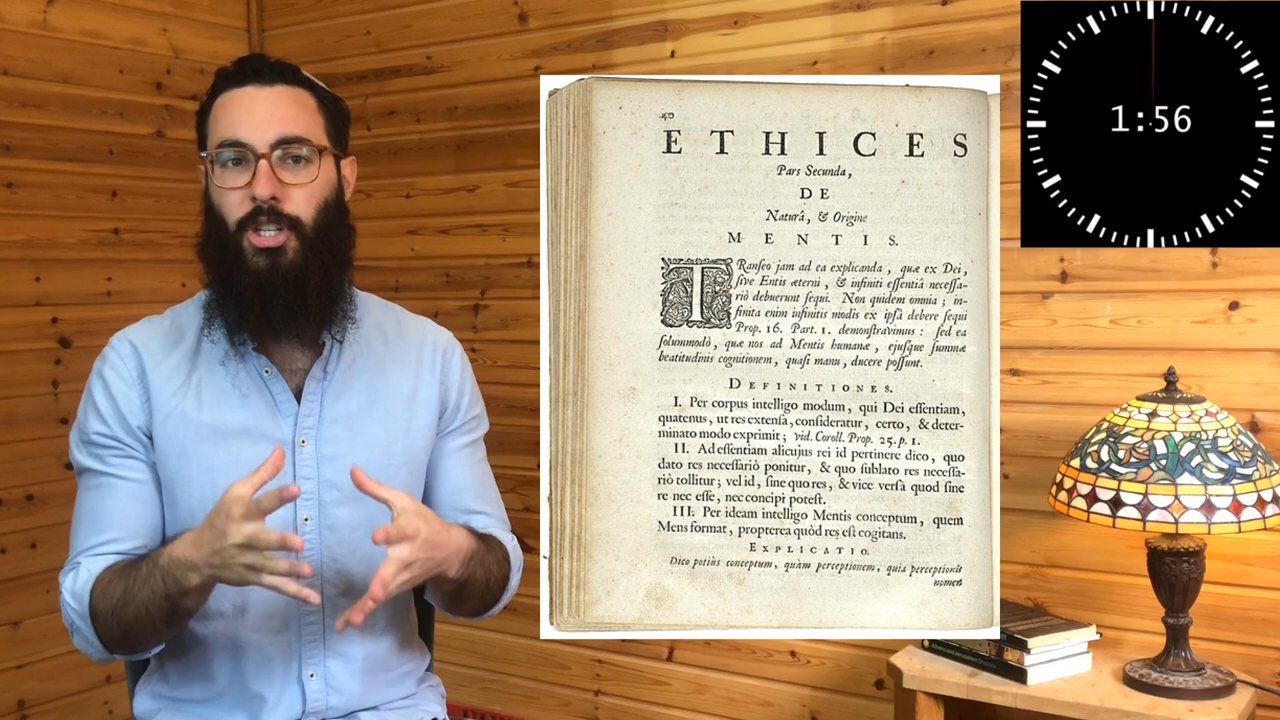 40
ETHICES
Pars Secunda,
DE
Naturâ, & Origine
MENTIS.
TRanſeo jam ad ea explicanda, quæ ex Dei,
ſive Entis æterni, & infiniti eſſentiâ neceſſa-
riò debuerunt ſequi. Non quidem omnia; in-
finita enim infinitis modis ex ipſâ debere ſequi
Prop. 16. Part. 1. demonſtravimus: ſed ea
ſolummodò, quæ nos ad Mentis humanæ, ejuſque ſummæ
beatitudinis cognitionem, quaſi manu, ducere poſſunt.
DEFINITIONES.
I. Per corpus intelligo modum, qui Dei eſſentiam,
quatenus, ut res extenſa, conſideratur, certo, & deter-
minato modo exprimit; vid. Coroll. Prop. 25. p. 1.
II. Ad eſſentiam alicujus rei id pertinere dico, quo
dato res neceſſariò ponitur, & quo ſublato res neceſſa-
riò tollitur; vel id, ſine quo res, & vice verſâ quod ſine
re nec eſſe, nec concipi poteſt.
III. Per ideam intelligo Mentis conceptum, quem
Mens format, propterea quòd res eſt cogitans.
EXPLICATIO.
Dico potiùs conceptum, quàm perceptionem, quia perceptionis
nomen
1:56